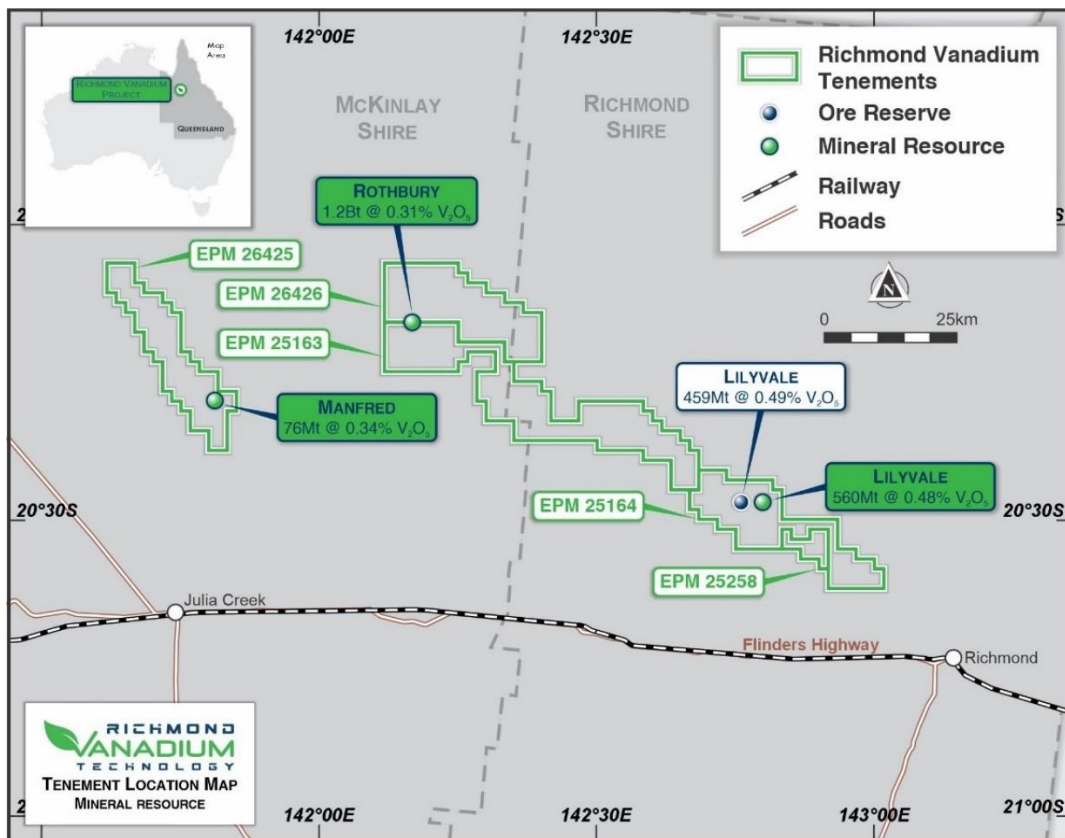 142°00E
142°30E
Map
Area
RICHMOND VANADIUM
PROJECT
QUEENSLAND
MCKINLAY
SHIRE
RICHMOND
SHIRE
Richmond Vanadium
Tenements
Ore Reserve
Mineral Resource
Railway
Roads
N
0
25km
ROTHBURY
1.2Bt @ 0.31% V₂O₅
EPM 26425
EPM 26426
EPM 25163
MANFRED
76Mt @ 0.34% V₂O₅
LILYVALE
459Mt @ 0.49% V₂O₅
LILYVALE
560Mt @ 0.48% V₂O₅
EPM 25164
EPM 25258
20°30S
20°30S
Julia Creek
Flinders Highway
Richmond
RICHMOND
VANADIUM
TECHNOLOGY
TENEMENT LOCATION MAP
MINERAL RESOURCE
142°00E
142°30E
143°00E
21°00S